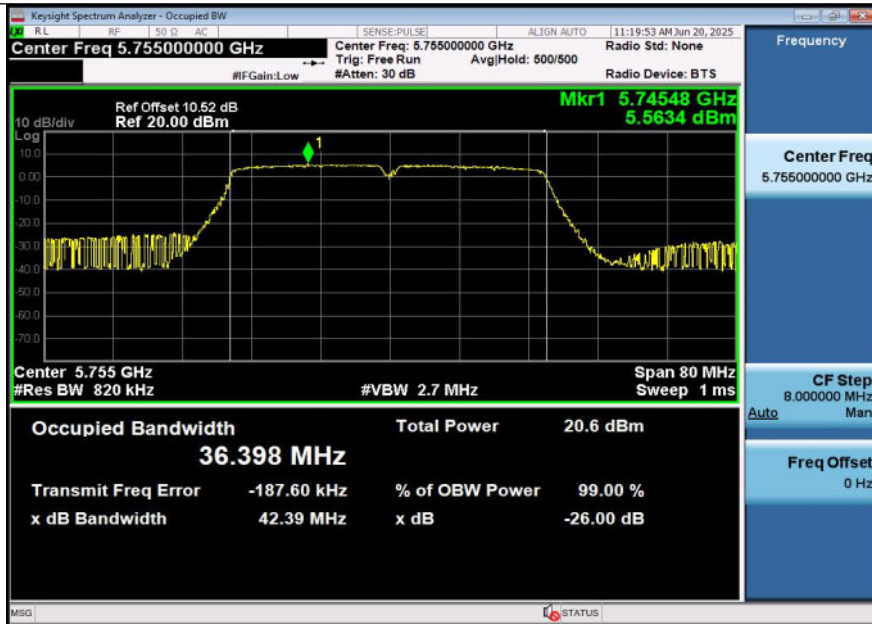 Keysight Spectrum Analyzer - Occupied BW
RL RF 50 Ω AC SENSE:PULSE ALIGN AUTO 11:19:53 AM Jun 20, 2025
Center Freq 5.755000000 GHz
Center Freq: 5.755000000 GHz
Radio Std: None
Trig: Free Run Avg|Hold: 500/500
#IFGain:Low #Atten: 30 dB Radio Device: BTS
Frequency
Ref Offset 10.52 dB
Mkr1 5.74548 GHz
10 dB/div Ref 20.00 dBm 5.5634 dBm
Log
1
10.0
0.00
-10.0
-20.0
-30.0
-40.0
-50.0
-60.0
-70.0
Center 5.755 GHz Span 80 MHz
#Res BW 820 kHz #VBW 2.7 MHz Sweep 1 ms
Occupied Bandwidth Total Power 20.6 dBm
36.398 MHz
Transmit Freq Error -187.60 kHz % of OBW Power 99.00 %
x dB Bandwidth 42.39 MHz x dB -26.00 dB
Center Freq
5.755000000 GHz
CF Step
8.000000 MHz
Auto Man
Freq Offset
0 Hz
MSG STATUS